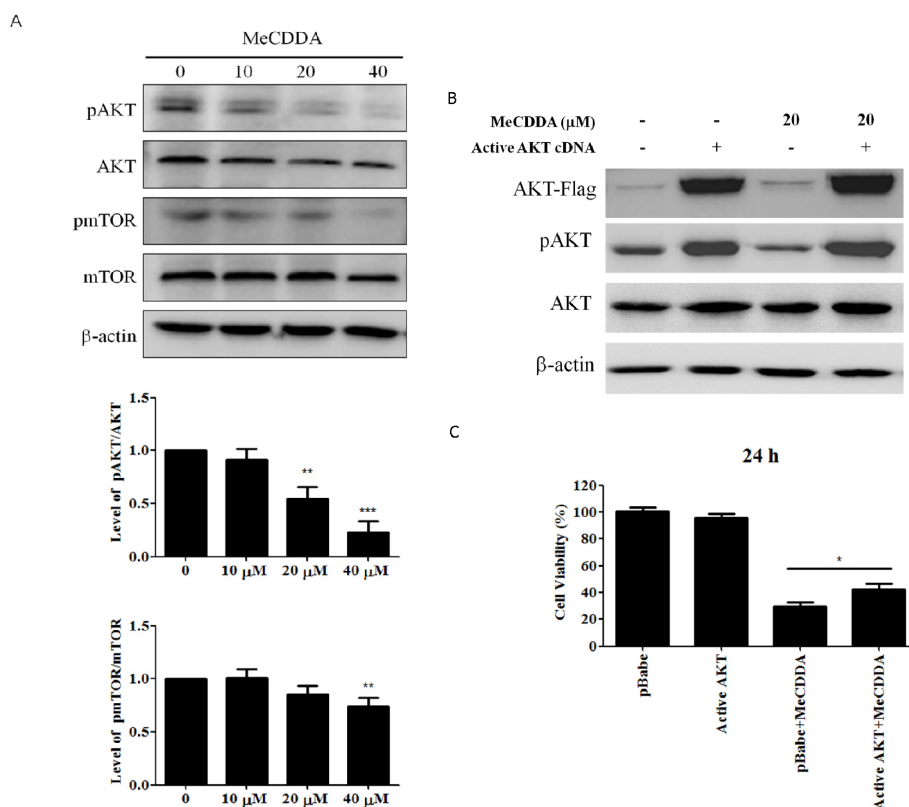 A
MeCDDA
0 10 20 40
pAKT
AKT
pmTOR
mTOR
β-actin
Level of pAKT/AKT
1.5
1.0
0.5
0.0
**
***
0 10 μM 20 μM 40 μM
Level of pmTOR/mTOR
1.5
1.0
0.5
0.0
**
0 10 μM 20 μM 40 μM
B
MeCDDA (μM) - - 20 20
Active AKT cDNA - + - +
AKT-Flag
pAKT
AKT
β-actin
C
24 h
Cell Viability (%)
120
100
80
60
40
20
0
*
pBabe
Active AKT
pBabe+MeCDDA
Active AKT+MeCDDA